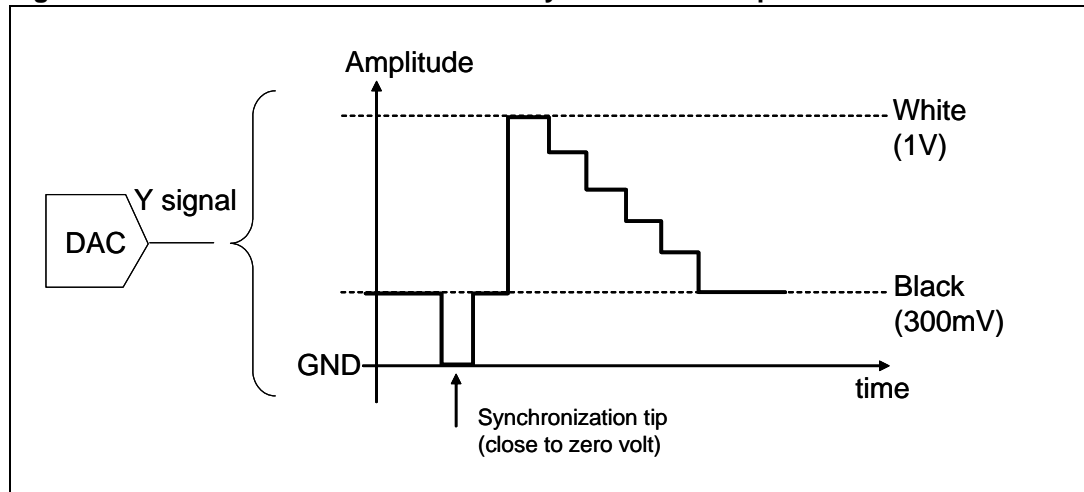 Amplitude
White
(1V)
Y signal
DAC
Black
(300mV)
GND
time
Synchronization tip
(close to zero volt)